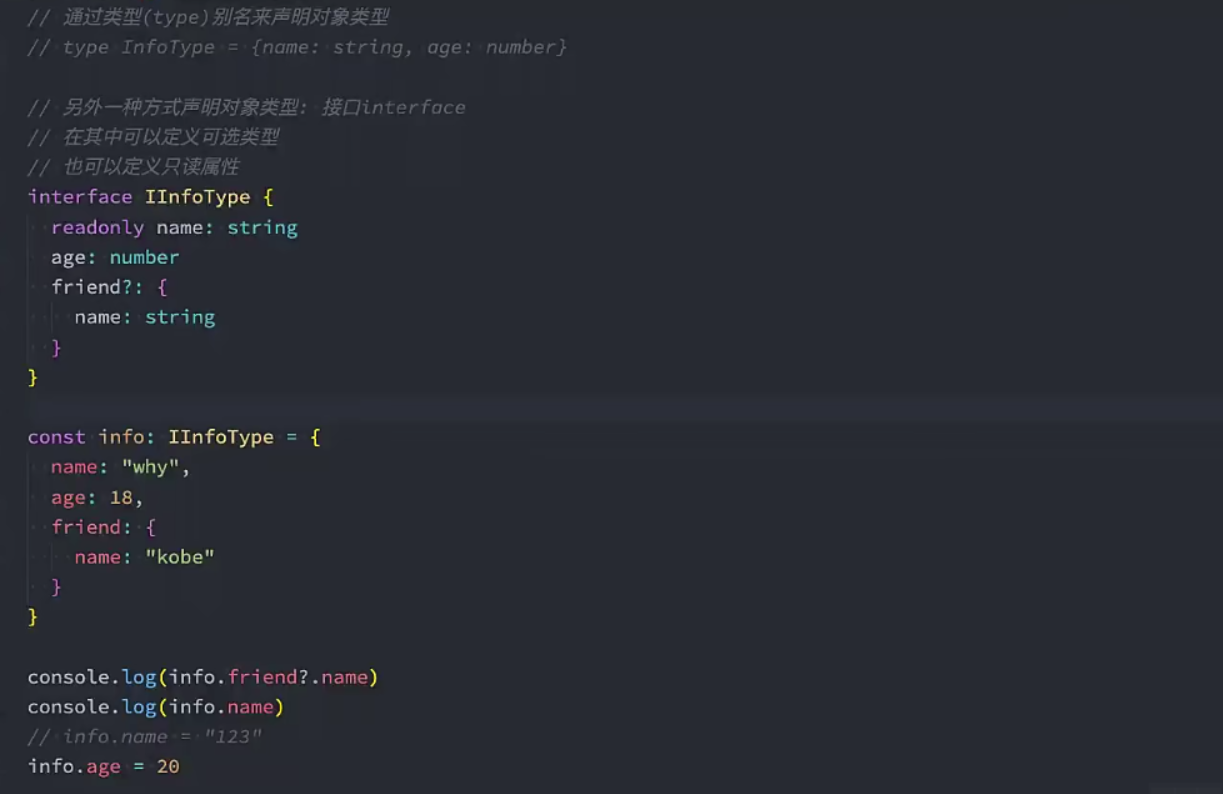 // 通过类型(type)别名来声明对象类型
// type InfoType = {name: string, age: number}
// 另外一种方式声明对象类型: 接口interface
// 在其中可以定义可选类型
// 也可以定义只读属性
interface IInfoType {
  readonly name: string
  age: number
  friend?: {
    name: string
  }
}
const info: IInfoType = {
  name: "why",
  age: 18,
  friend: {
    name: "kobe"
  }
}
console.log(info.friend?.name)
console.log(info.name)
// info.name = "123"
info.age = 20